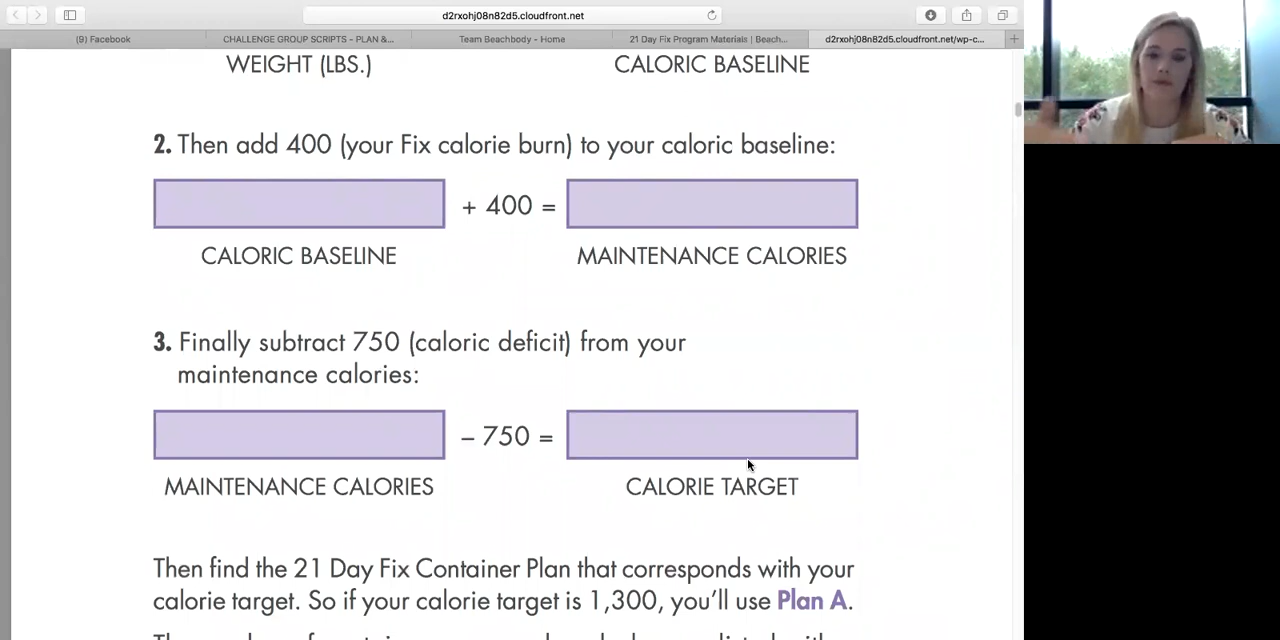 d2rxohj08n82d5.cloudfront.net
(9) Facebook
CHALLENGE GROUP SCRIPTS - PLAN &...
Team Beachbody - Home
21 Day Fix Program Materials | Beach...
d2rxohj08n82d5.cloudfront.net/wp-c...
WEIGHT (LBS.)
CALORIC BASELINE
2. Then add 400 (your Fix calorie burn) to your caloric baseline:
+ 400 =
CALORIC BASELINE
MAINTENANCE CALORIES
3. Finally subtract 750 (caloric deficit) from your
maintenance calories:
– 750 =
MAINTENANCE CALORIES
CALORIE TARGET
Then find the 21 Day Fix Container Plan that corresponds with your
calorie target. So if your calorie target is 1,300, you'll use Plan A.